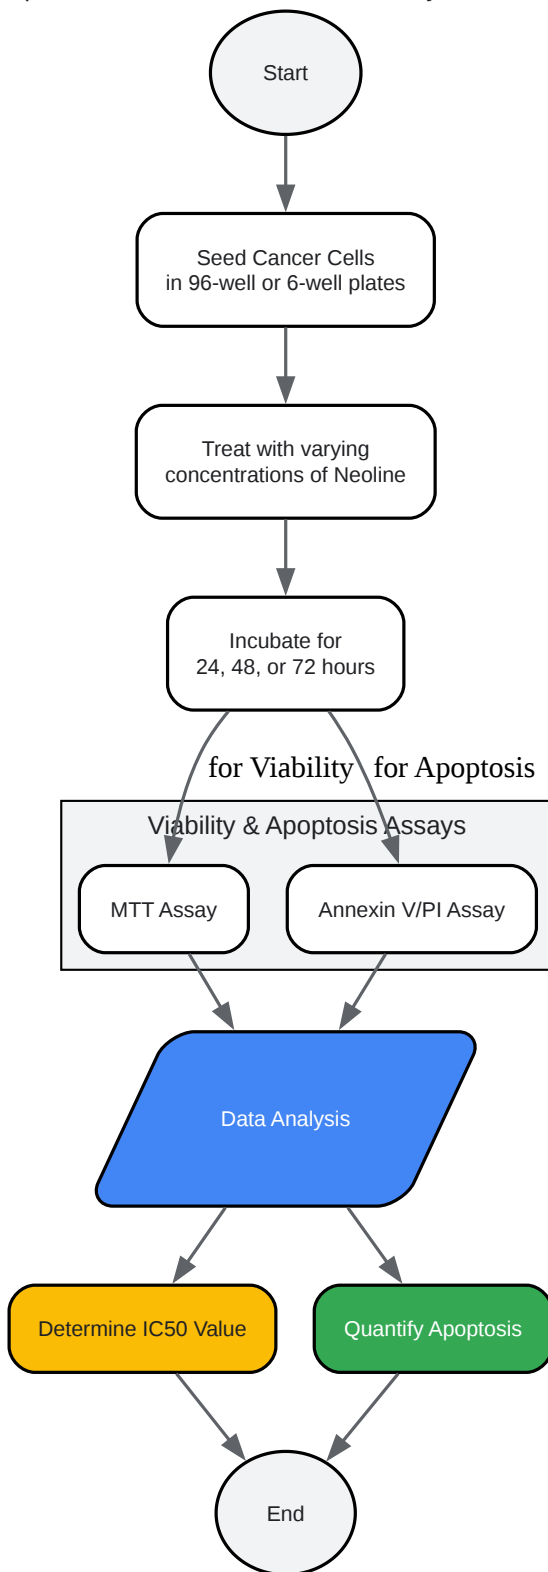 Start
Seed Cancer Cells
in 96-well or 6-well plates
Treat with varying
concentrations of Neoline
Incubate for
24, 48, or 72 hours
for Viability
for Apoptosis
Viability & Apoptosis Assays
MTT Assay
Annexin V/PI Assay
Data Analysis
Determine IC50 Value
Quantify Apoptosis
End